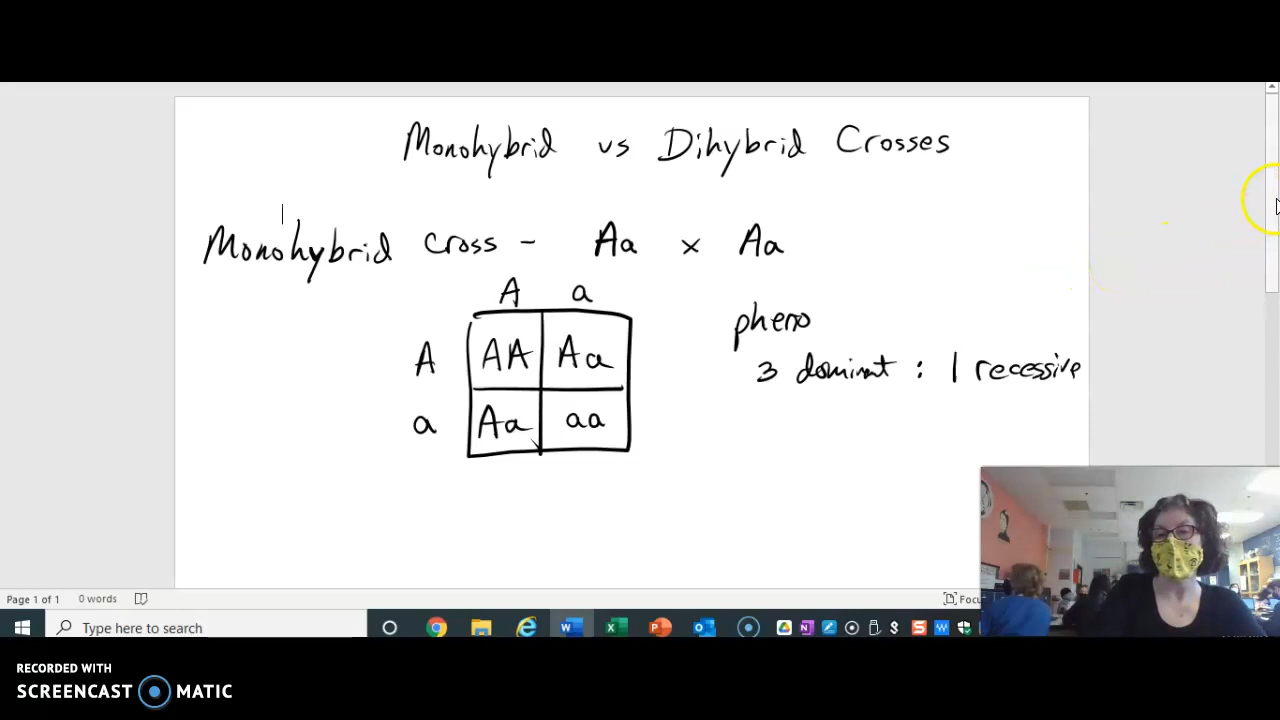 Monohybrid vs Dihybrid Crosses
Monohybrid cross - Aa x Aa
A a
A AA Aa
a Aa aa
pheno
3 dominant : 1 recessive
Page 1 of 1 0 words
Type here to search
RECORDED WITH
SCREENCAST MATIC